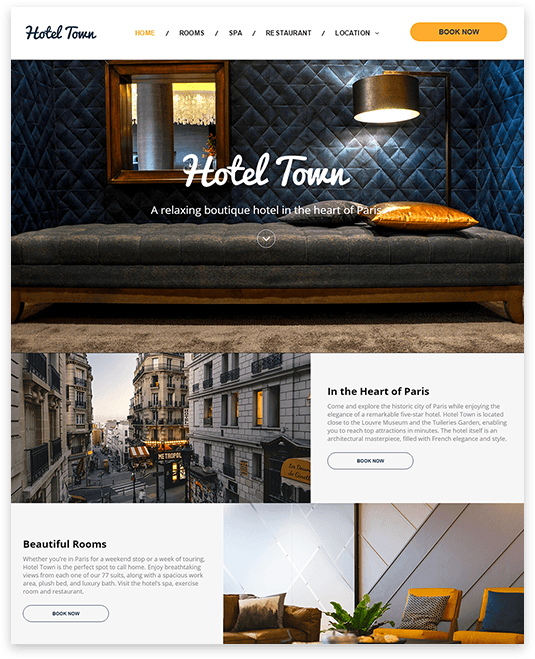 Hotel Town
HOME / ROOMS / SPA / RESTAURANT / LOCATION
BOOK NOW
Hotel Town
A relaxing boutique hotel in the heart of Paris
METROPOL
In the Heart of Paris
Come and explore the historic city of Paris while enjoying the
elegance of a remarkable five-star hotel. Hotel Town is located
close to the Louvre Museum and the Tuilleries Garden, enabling
you to reach top attractions in minutes. The hotel itself is an
architectural masterpiece, filled with French elegance and style.
BOOK NOW
Beautiful Rooms
Whether you're in Paris for a weekend stop or a week of touring,
Hotel Town is the perfect spot to call home. Enjoy breathtaking
views from each one of our 77 suits, along with a spacious work
area, plush bed, and luxury bath. Visit the hotel's spa, exercise
room and restaurant.
BOOK NOW